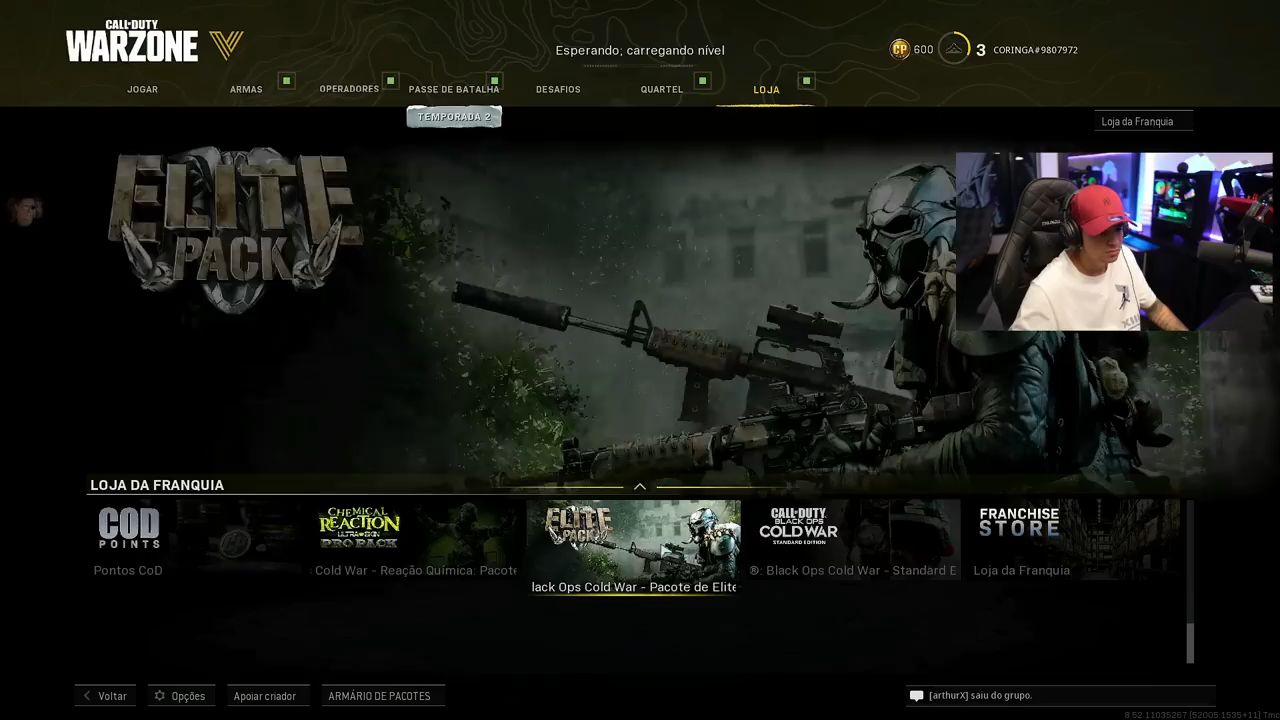 CALL·DUTY
WARZONE
Esperando; carregando nível
CP 600
3 CORINGA#9807972
JOGAR
ARMAS
OPERADORES
PASSE DE BATALHA
DESAFIOS
QUARTEL
LOJA
TEMPORADA 2
Loja da Franquia
ELITE
PACK
LOJA DA FRANQUIA
COD
POINTS
Pontos CoD
CHEMICAL
REACTION
ULTRA SKIN
PRO PACK
Cold War - Reação Química: Pacote
ELITE
PACK
lack Ops Cold War - Pacote de Elite
CALL·DUTY
BLACK OPS
COLD WAR
STANDARD EDITION
®: Black Ops Cold War - Standard E
FRANCHISE
STORE
Loja da Franquia
Voltar
Opções
Apoiar criador
ARMÁRIO DE PACOTES
[arthurX] saiu do grupo.